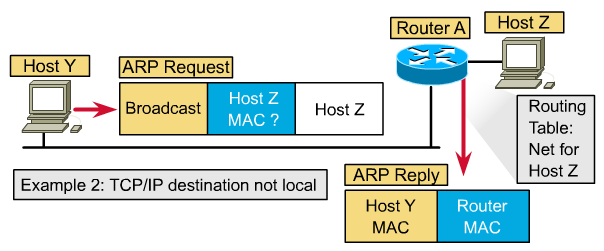 Host Y
ARP Request
Broadcast
Host Z
MAC ?
Host Z
Router A
Host Z
Routing
Table:
Net for
Host Z
Example 2: TCP/IP destination not local
ARP Reply
Host Y
MAC
Router
MAC